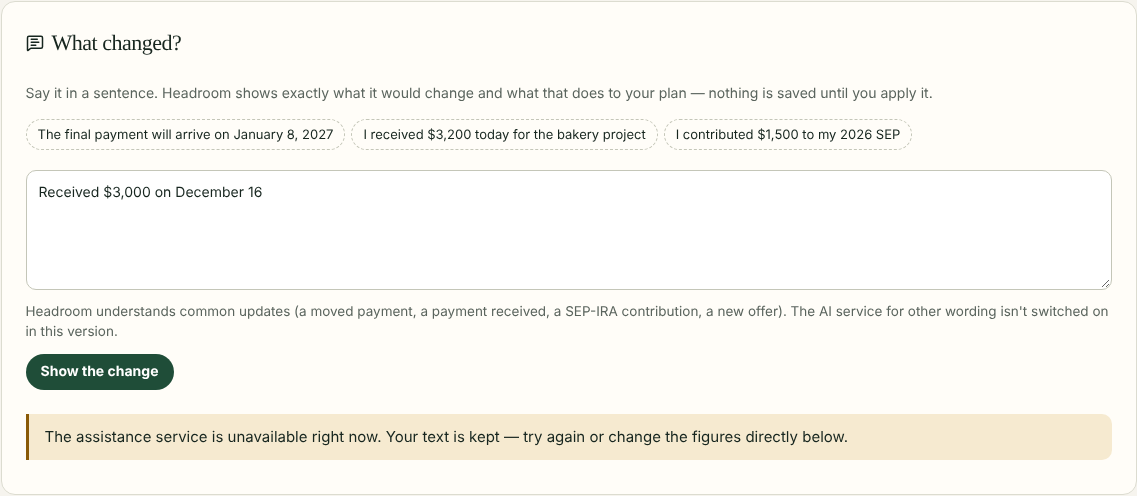 What changed?
Say it in a sentence. Headroom shows exactly what it would change and what that does to your plan — nothing is saved until you apply it.
The final payment will arrive on January 8, 2027
I received $3,200 today for the bakery project
I contributed $1,500 to my 2026 SEP
Received $3,000 on December 16
Headroom understands common updates (a moved payment, a payment received, a SEP-IRA contribution, a new offer). The AI service for other wording isn't switched on
in this version.
Show the change
The assistance service is unavailable right now. Your text is kept — try again or change the figures directly below.